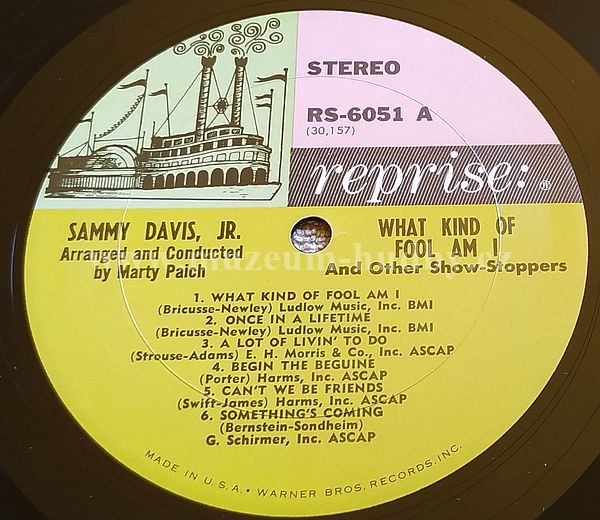 STEREO
RS-6051 A
(30,157)
reprise:
SAMMY DAVIS, JR.
Arranged and Conducted
by Marty Paich
WHAT KIND OF
FOOL AM I
And Other Show-Stoppers
1. WHAT KIND OF FOOL AM I
(Bricusse-Newley) Ludlow Music, Inc. BMI
2. ONCE IN A LIFETIME
(Bricusse-Newley) Ludlow Music, Inc. BMI
3. A LOT OF LIVIN' TO DO
(Strouse-Adams) E. H. Morris & Co., Inc. ASCAP
4. BEGIN THE BEGUINE
(Porter) Harms, Inc. ASCAP
5. CAN'T WE BE FRIENDS
(Swift-James) Harms, Inc. ASCAP
6. SOMETHING'S COMING
(Bernstein-Sondheim)
G. Schirmer, Inc. ASCAP
MADE IN U.S.A. • WARNER BROS. RECORDS, INC.